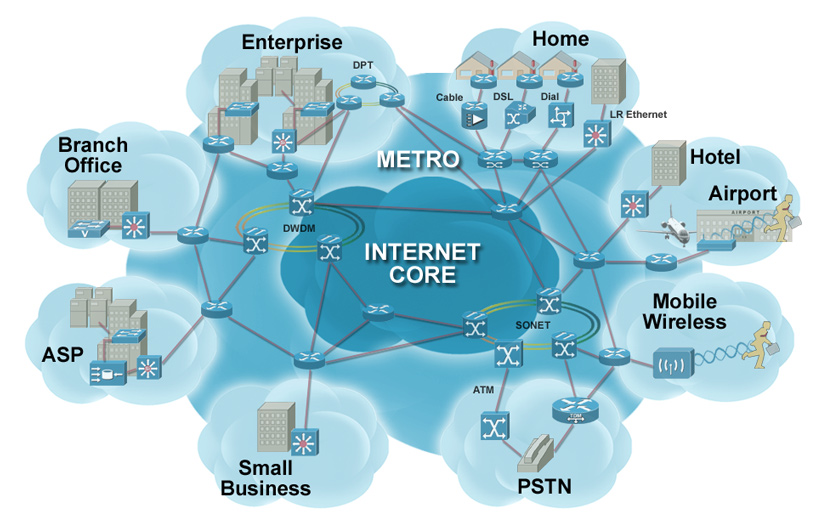 Enterprise
DPT
Home
Cable
DSL
Dial
LR Ethernet
Branch
Office
METRO
Hotel
Airport
AIRPORT
V
DWDM
INTERNET
CORE
Mobile
Wireless
SONET
ASP
ATM
TDM
Small
Business
PSTN